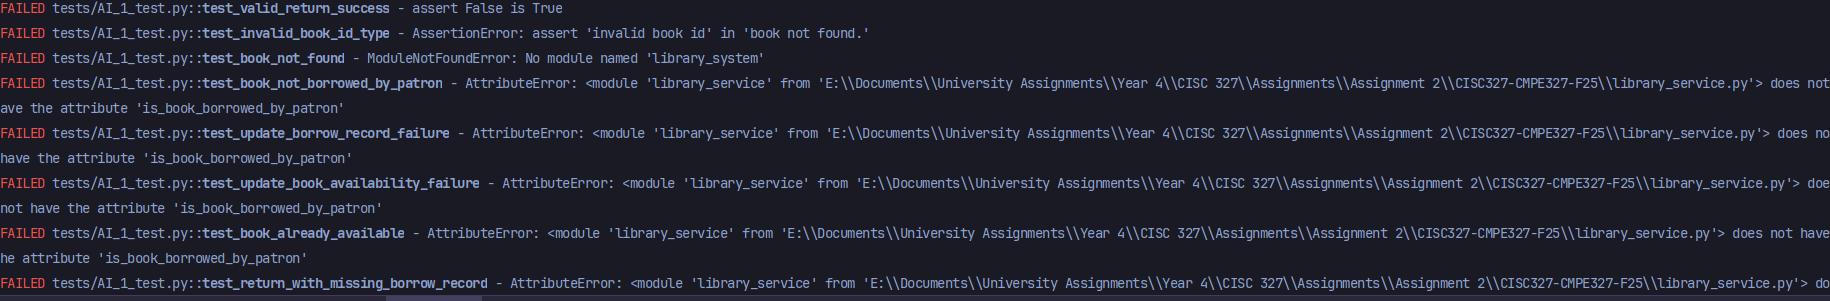 FAILED tests/AI_1_test.py::test_valid_return_success - assert False is True
FAILED tests/AI_1_test.py::test_invalid_book_id_type - AssertionError: assert 'invalid book id' in 'book not found.'
FAILED tests/AI_1_test.py::test_book_not_found - ModuleNotFoundError: No module named 'library_system'
FAILED tests/AI_1_test.py::test_book_not_borrowed_by_patron - AttributeError: <module 'library_service' from 'E:\\Documents\\University Assignments\\Year 4\\CISC 327\\Assignments\\Assignment 2\\CISC327-CMPE327-F25\\library_service.py'> does not
ave the attribute 'is_book_borrowed_by_patron'
FAILED tests/AI_1_test.py::test_update_borrow_record_failure - AttributeError: <module 'library_service' from 'E:\\Documents\\University Assignments\\Year 4\\CISC 327\\Assignments\\Assignment 2\\CISC327-CMPE327-F25\\library_service.py'> does no
have the attribute 'is_book_borrowed_by_patron'
FAILED tests/AI_1_test.py::test_update_book_availability_failure - AttributeError: <module 'library_service' from 'E:\\Documents\\University Assignments\\Year 4\\CISC 327\\Assignments\\Assignment 2\\CISC327-CMPE327-F25\\library_service.py'> doe
not have the attribute 'is_book_borrowed_by_patron'
FAILED tests/AI_1_test.py::test_book_already_available - AttributeError: <module 'library_service' from 'E:\\Documents\\University Assignments\\Year 4\\CISC 327\\Assignments\\Assignment 2\\CISC327-CMPE327-F25\\library_service.py'> does not have
he attribute 'is_book_borrowed_by_patron'
FAILED tests/AI_1_test.py::test_return_with_missing_borrow_record - AttributeError: <module 'library_service' from 'E:\\Documents\\University Assignments\\Year 4\\CISC 327\\Assignments\\Assignment 2\\CISC327-CMPE327-F25\\library_service.py'> do